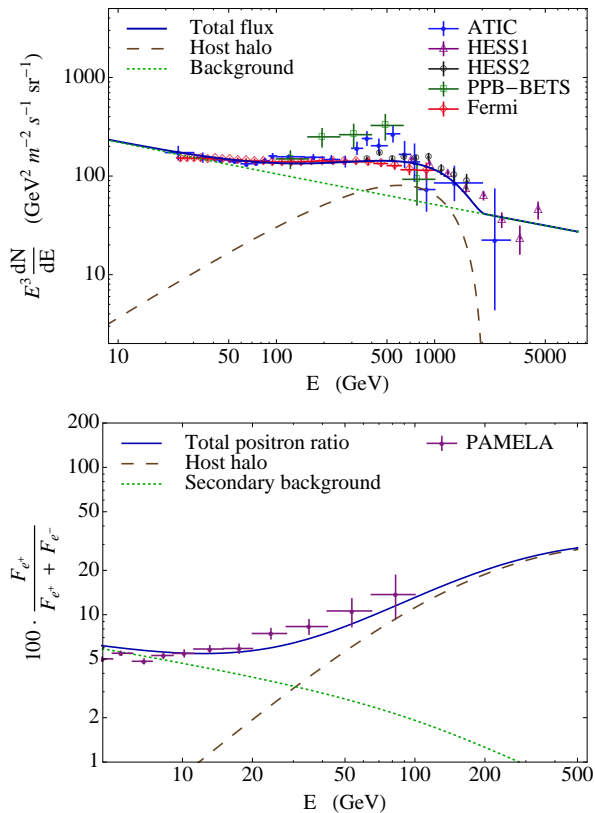 Total flux
Host halo
Background
ATIC
HESS1
HESS2
PPB−BETS
Fermi
1000
100
10
10
50
100
500
1000
5000
E³ dN/dE (GeV² m⁻² s⁻¹ sr⁻¹)
E (GeV)
Total positron ratio
Host halo
Secondary background
PAMELA
200
100
50
20
10
5
2
1
10
20
50
100
200
500
100 · F_{e⁺} / (F_{e⁺} + F_{e⁻})
E (GeV)